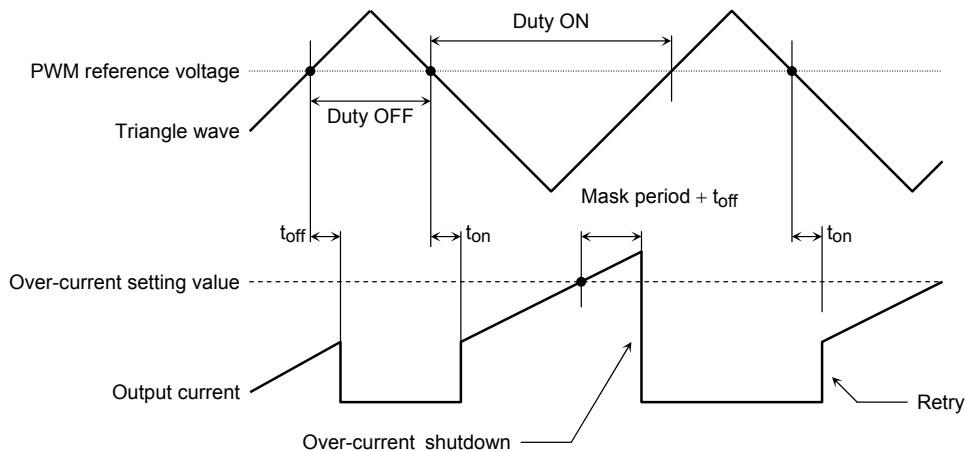 Duty ON
PWM reference voltage
Duty OFF
Triangle wave
Mask period + toff
toff
ton
ton
Over-current setting value
Output current
Retry
Over-current shutdown